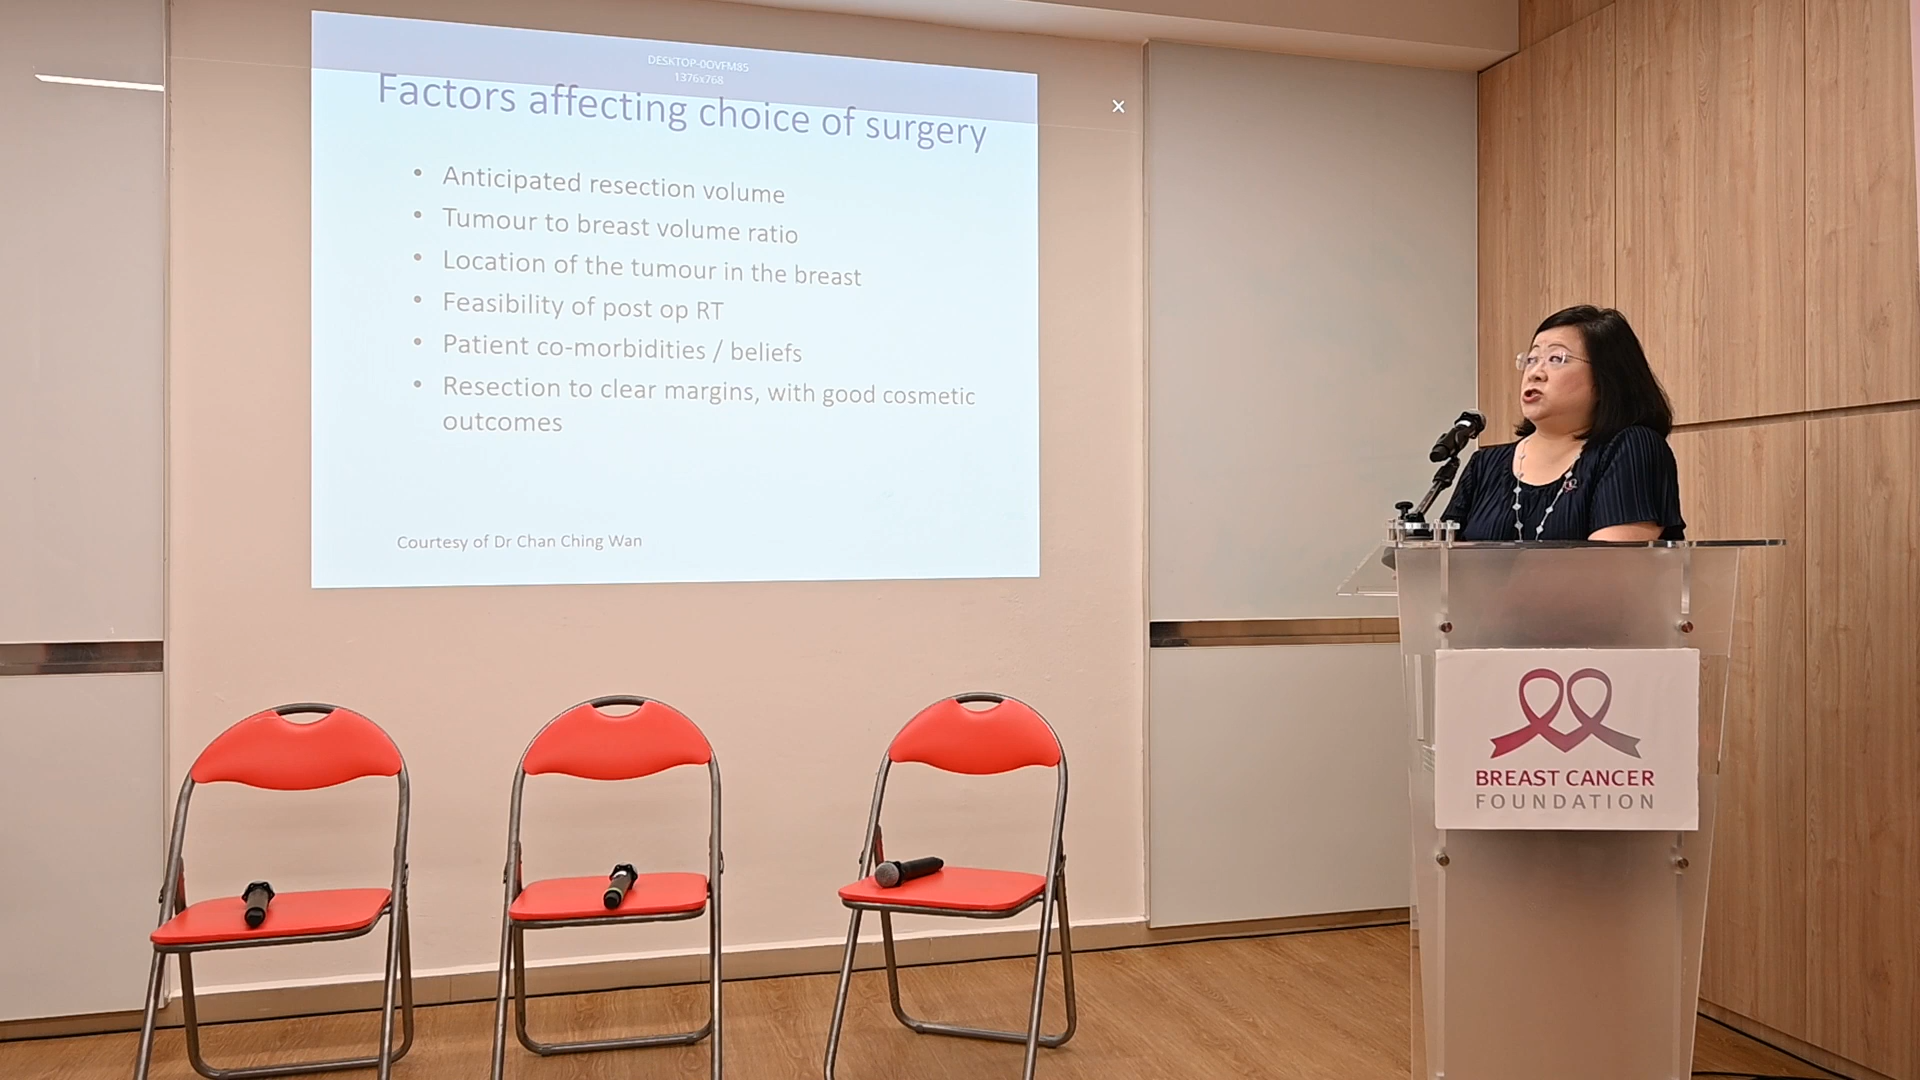 DESKTOP-0OVFM85
1376x768
Factors affecting choice of surgery
• Anticipated resection volume
• Tumour to breast volume ratio
• Location of the tumour in the breast
• Feasibility of post op RT
• Patient co-morbidities / beliefs
• Resection to clear margins, with good cosmetic
outcomes
Courtesy of Dr Chan Ching Wan
BREAST CANCER
FOUNDATION